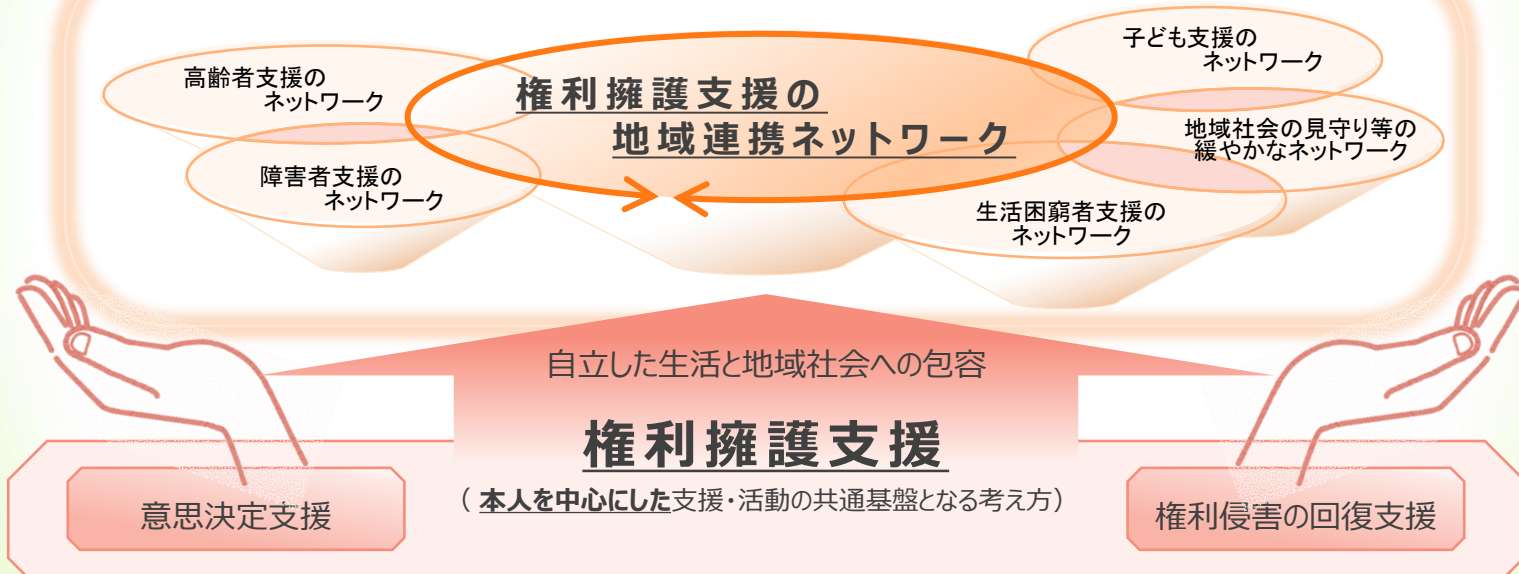 高齢者支援の
ネットワーク
権利擁護支援の
地域連携ネットワーク
子ども支援の
ネットワーク
地域社会の見守り等の
緩やかなネットワーク
障害者支援の
ネットワーク
生活困窮者支援の
ネットワーク
自立した生活と地域社会への包容
権利擁護支援
（ 本人を中心にした支援・活動の共通基盤となる考え方）
意思決定支援
権利侵害の回復支援